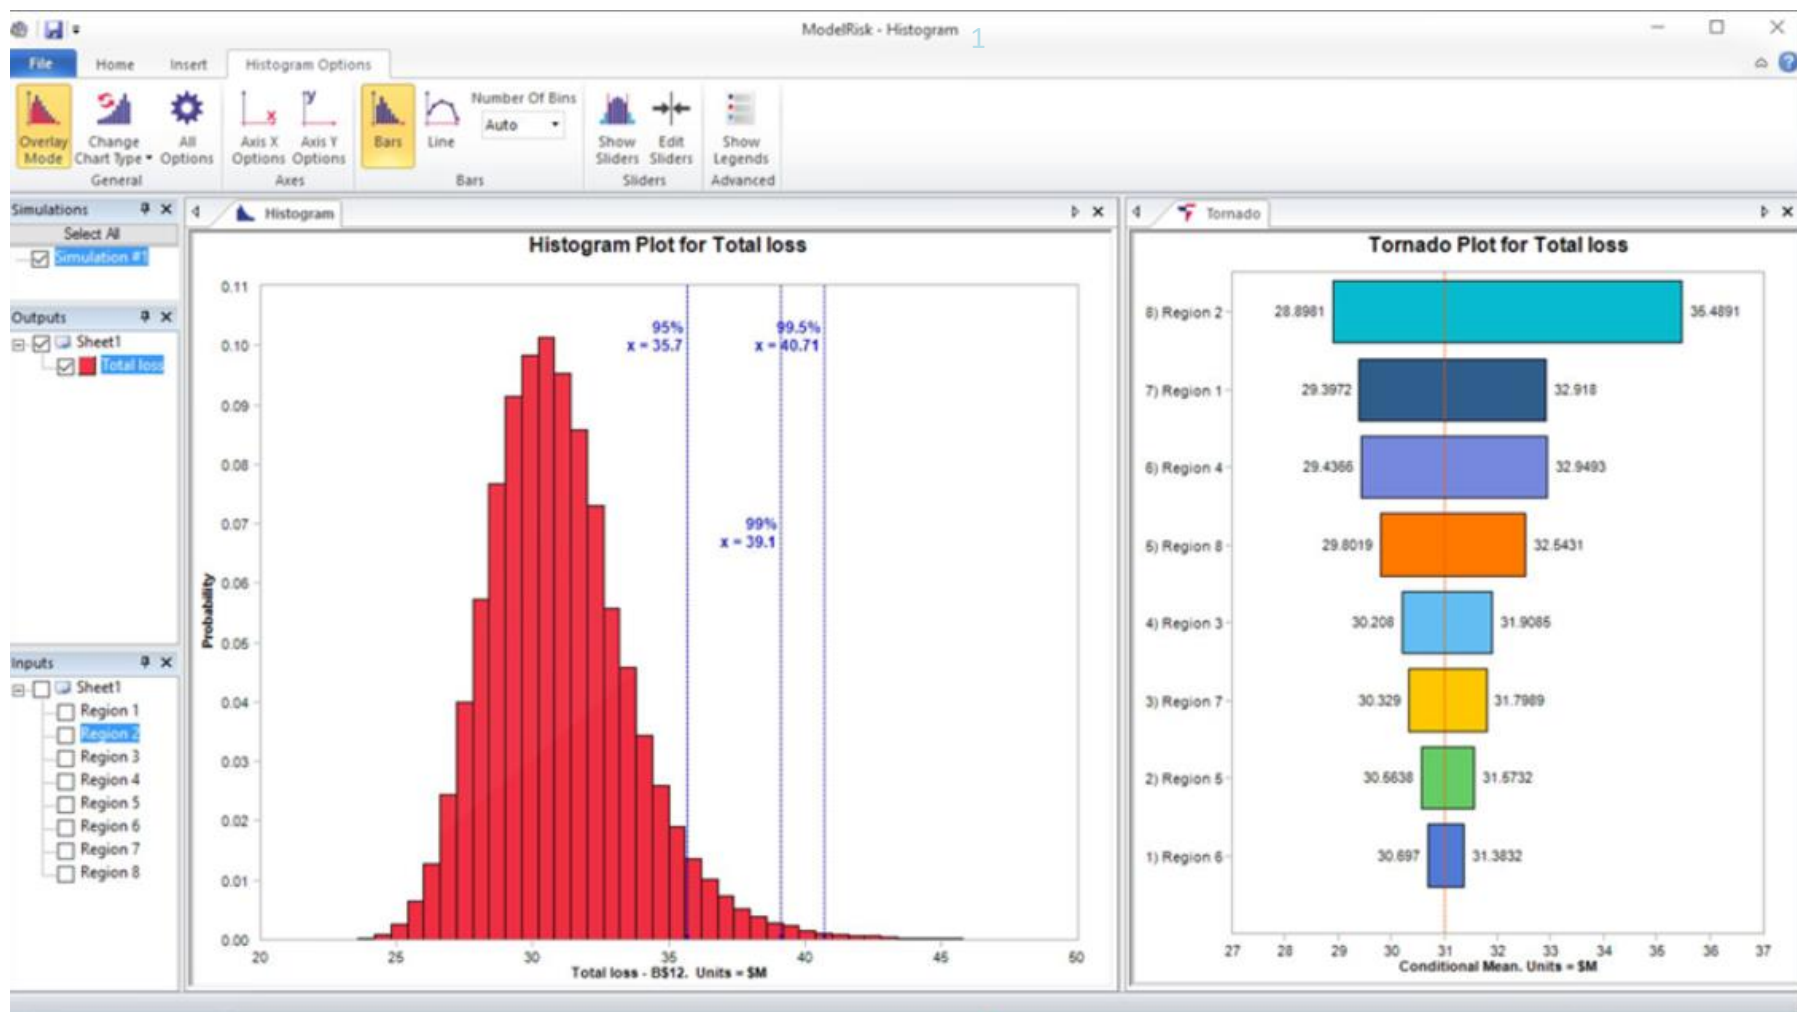 ModelRisk - Histogram
1
File
Home
Insert
Histogram Options
Overlay Mode
Change Chart Type
All Options
General
Axis X Options
Axis Y Options
Axes
Bars
Line
Number Of Bins
Auto
Bars
Show Sliders
Edit Sliders
Sliders
Show Legends
Advanced
Simulations
Select All
Simulation #1
Outputs
Sheet1
Total loss
Inputs
Sheet1
Region 1
Region 2
Region 3
Region 4
Region 5
Region 6
Region 7
Region 8
Histogram
Histogram Plot for Total loss
0.11
0.10
0.09
0.08
0.07
0.06
0.05
0.04
0.03
0.02
0.01
0.00
Probability
95%
x = 35.7
99.5%
x = 40.71
99%
x = 39.1
20 25 30 35 40 45 50
Total loss - B$12. Units = $M
Tornado
Tornado Plot for Total loss
8) Region 2 28.8981 35.4891
7) Region 1 29.3972 32.918
6) Region 4 29.4366 32.9493
5) Region 8 29.8019 32.5431
4) Region 3 30.208 31.9085
3) Region 7 30.329 31.7989
2) Region 5 30.5638 31.5732
1) Region 6 30.697 31.3832
27 28 29 30 31 32 33 34 35 36 37
Conditional Mean. Units = $M